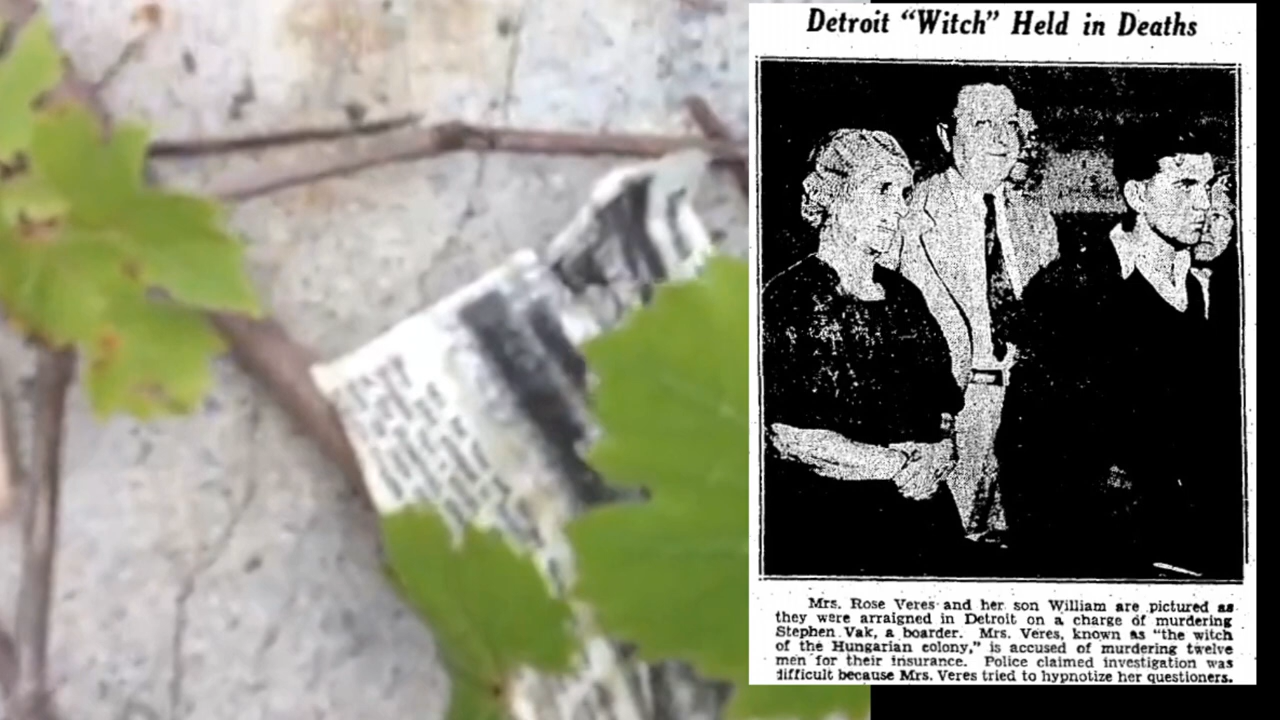 Detroit "Witch" Held in Deaths
Mrs. Rose Veres and her son William are pictured as
they were arraigned in Detroit on a charge of murdering
Stephen Vak, a boarder. Mrs. Veres, known as "the witch
of the Hungarian colony," is accused of murdering twelve
men for their insurance. Police claimed investigation was
difficult because Mrs. Veres tried to hypnotize her questioners.